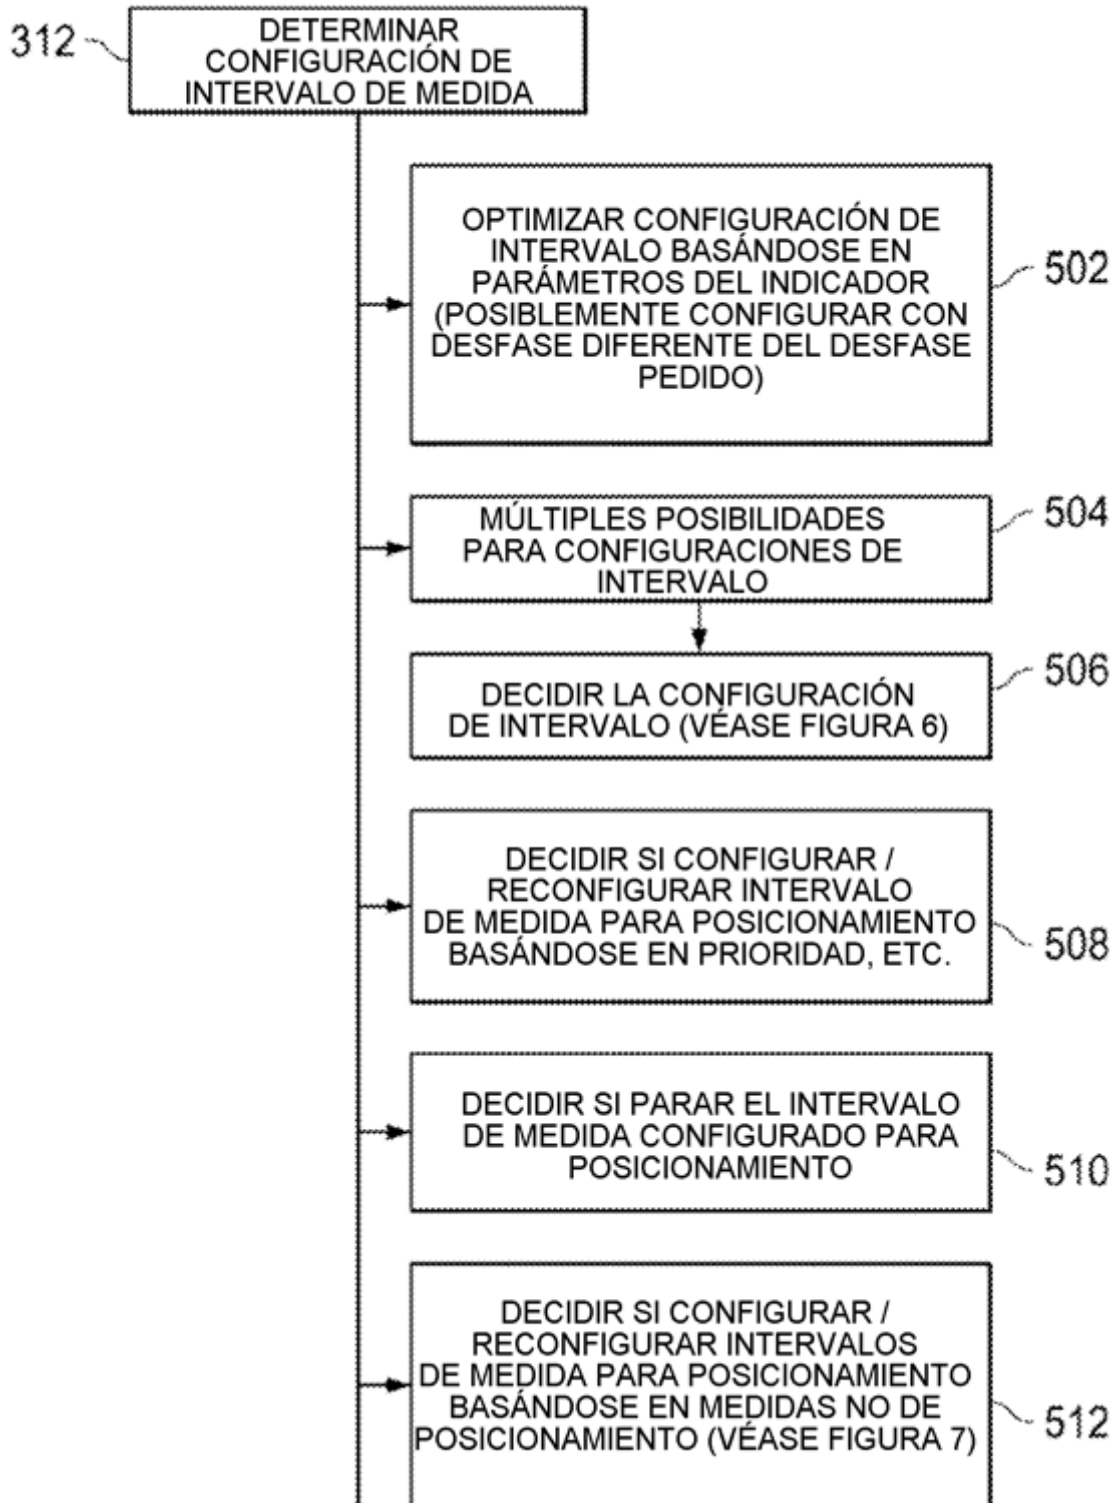 312
DETERMINAR
CONFIGURACIÓN DE
INTERVALO DE MEDIDA
OPTIMIZAR CONFIGURACIÓN DE
INTERVALO BASÁNDOSE EN
PARÁMETROS DEL INDICADOR
(POSIBLEMENTE CONFIGURAR CON
DESFASE DIFERENTE DEL DESFASE
PEDIDO)
502
MÚLTIPLES POSIBILIDADES
PARA CONFIGURACIONES DE
INTERVALO
504
DECIDIR LA CONFIGURACIÓN
DE INTERVALO (VÉASE FIGURA 6)
506
DECIDIR SI CONFIGURAR /
RECONFIGURAR INTERVALO
DE MEDIDA PARA POSICIONAMIENTO
BASÁNDOSE EN PRIORIDAD, ETC.
508
DECIDIR SI PARAR EL INTERVALO
DE MEDIDA CONFIGURADO PARA
POSICIONAMIENTO
510
DECIDIR SI CONFIGURAR /
RECONFIGURAR INTERVALOS
DE MEDIDA PARA POSICIONAMIENTO
BASÁNDOSE EN MEDIDAS NO DE
POSICIONAMIENTO (VÉASE FIGURA 7)
512